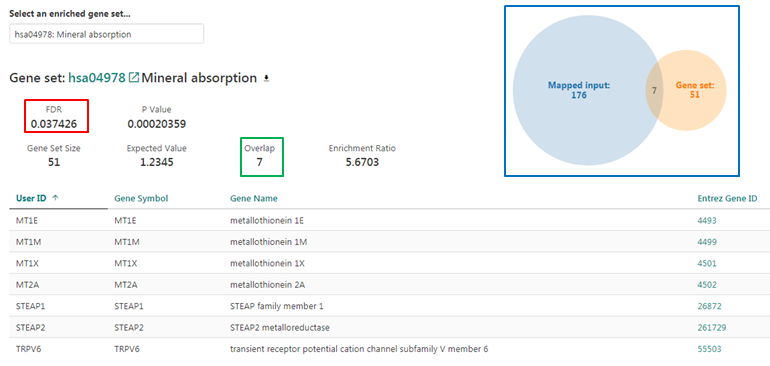 Select an enriched gene set...
hsa04978: Mineral absorption
Gene set: hsa04978 Mineral absorption
FDR P Value
0.037426 0.00020359
Gene Set Size Expected Value Overlap Enrichment Ratio
51 1.2345 7 5.6703
Mapped input:
176
7
Gene set:
51
User ID ↑ Gene Symbol Gene Name Entrez Gene ID
MT1E MT1E metallothionein 1E 4493
MT1M MT1M metallothionein 1M 4499
MT1X MT1X metallothionein 1X 4501
MT2A MT2A metallothionein 2A 4502
STEAP1 STEAP1 STEAP family member 1 26872
STEAP2 STEAP2 STEAP2 metalloreductase 261729
TRPV6 TRPV6 transient receptor potential cation channel subfamily V member 6 55503